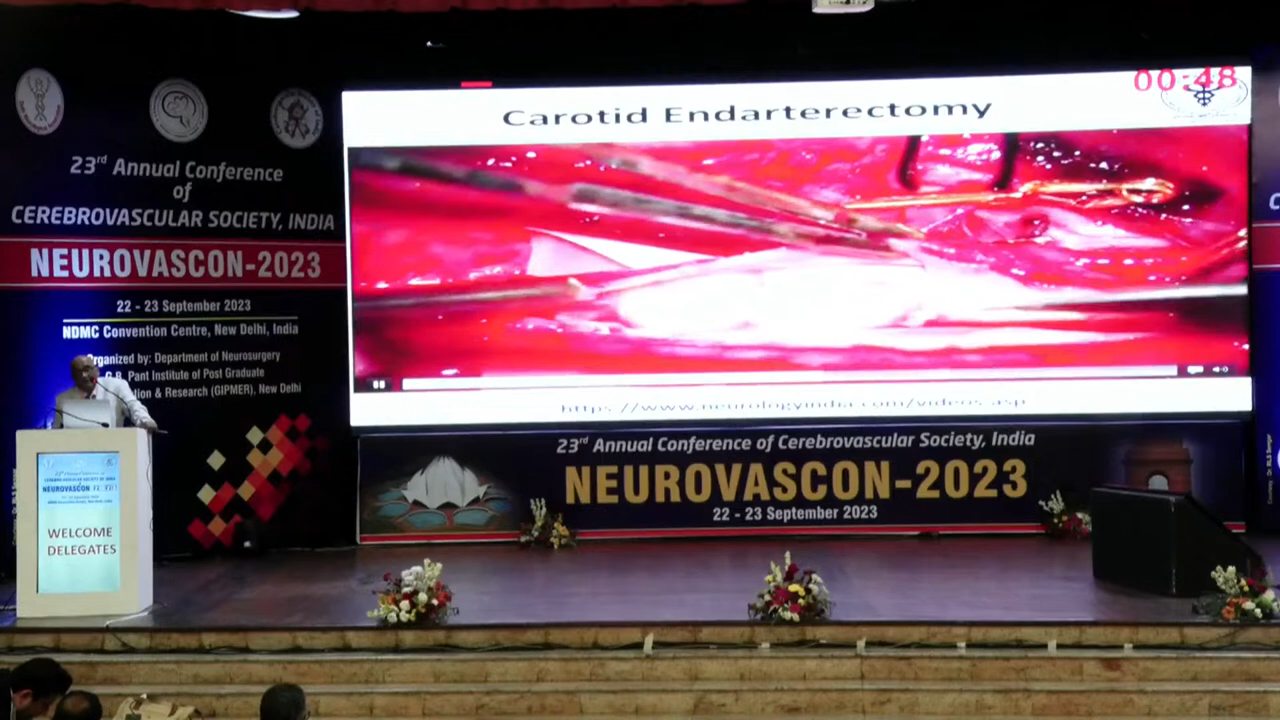 23rd Annual Conference
of
CEREBROVASCULAR SOCIETY, INDIA
NEUROVASCON-2023
22 - 23 September 2023
NDMC Convention Centre, New Delhi, India
Organized by: Department of Neurosurgery
G.B. Pant Institute of Post Graduate
tion & Research (GIPMER), New Delhi
00:48
Carotid Endarterectomy
https://www.neurologyindia.com/videos.asp
23rd Annual Conference of Cerebrovascular Society, India
NEUROVASCON-2023
22 - 23 September 2023
WELCOME
DELEGATES